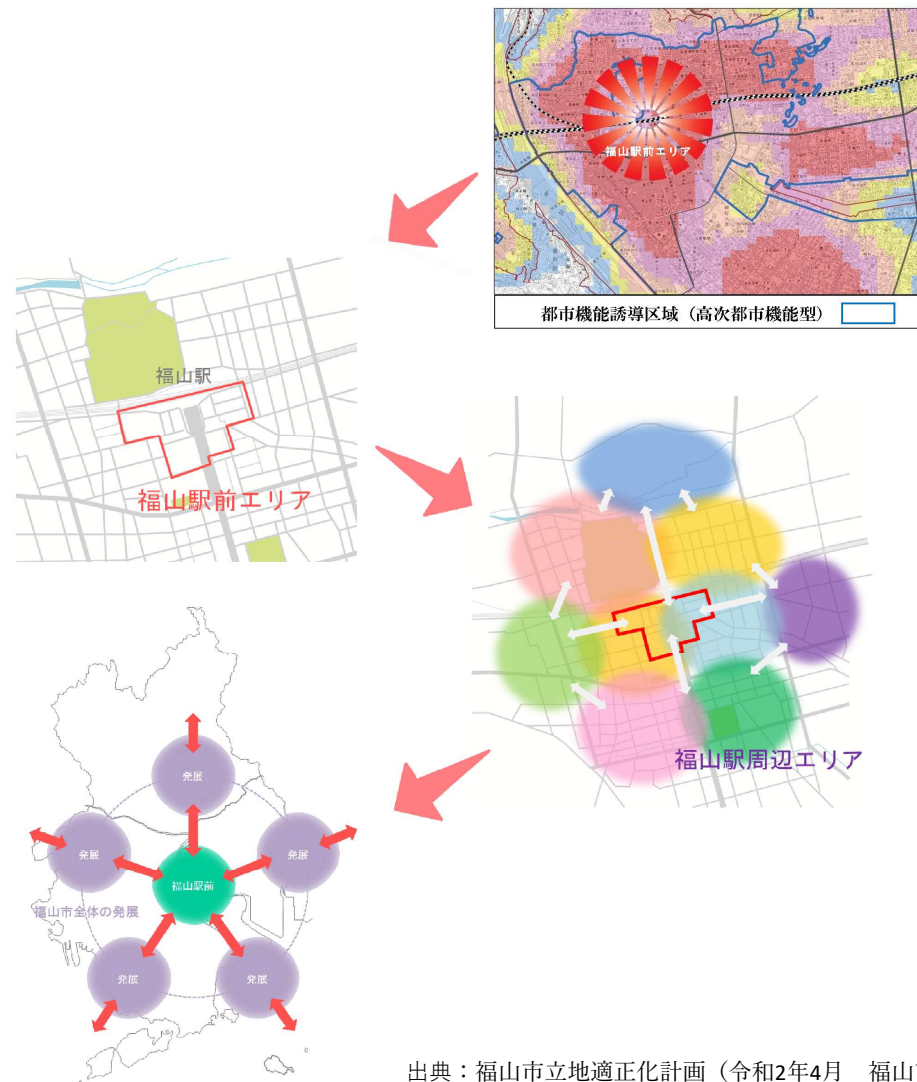 福山駅前エリア
都市機能誘導区域（高次都市機能型）
福山駅
福山駅前エリア
福山駅周辺エリア
発展
発展
発展
福山駅前
福山市全体の発展
発展
発展
出典：福山市立地適正化計画（令和2年4月　福山